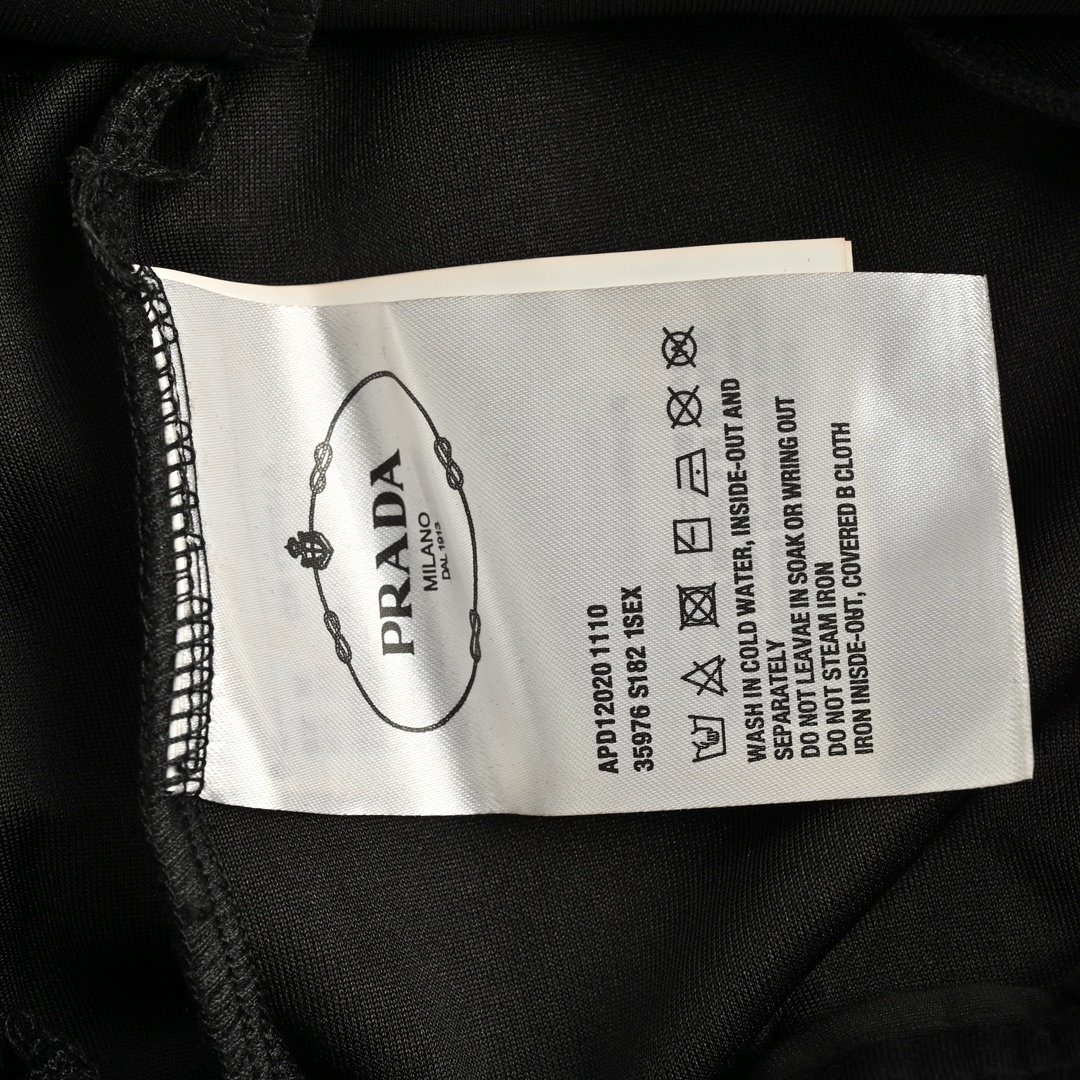 PRADA
MILANO
DAL 1913
APD12020 1110
35976 S182 1SEX
WASH IN COLD WATER, INSIDE-OUT AND
SEPARATELY
DO NOT LEAVAE IN SOAK OR WRING OUT
DO NOT STEAM IRON
IRON INISDE-OUT, COVERED B CLOTH